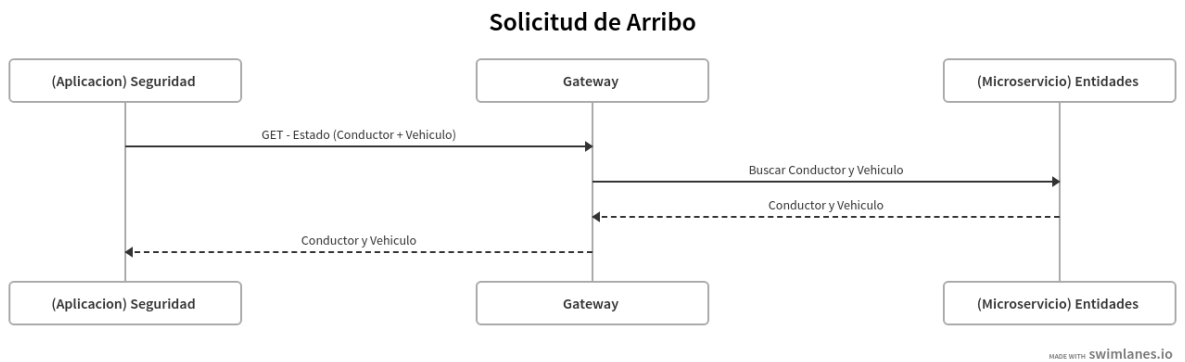 Solicitud de Arribo
(Aplicacion) Seguridad
Gateway
(Microservicio) Entidades
GET - Estado (Conductor + Vehiculo)
Buscar Conductor y Vehiculo
Conductor y Vehiculo
Conductor y Vehiculo
(Aplicacion) Seguridad
Gateway
(Microservicio) Entidades
MADE WITH swimlanes.io